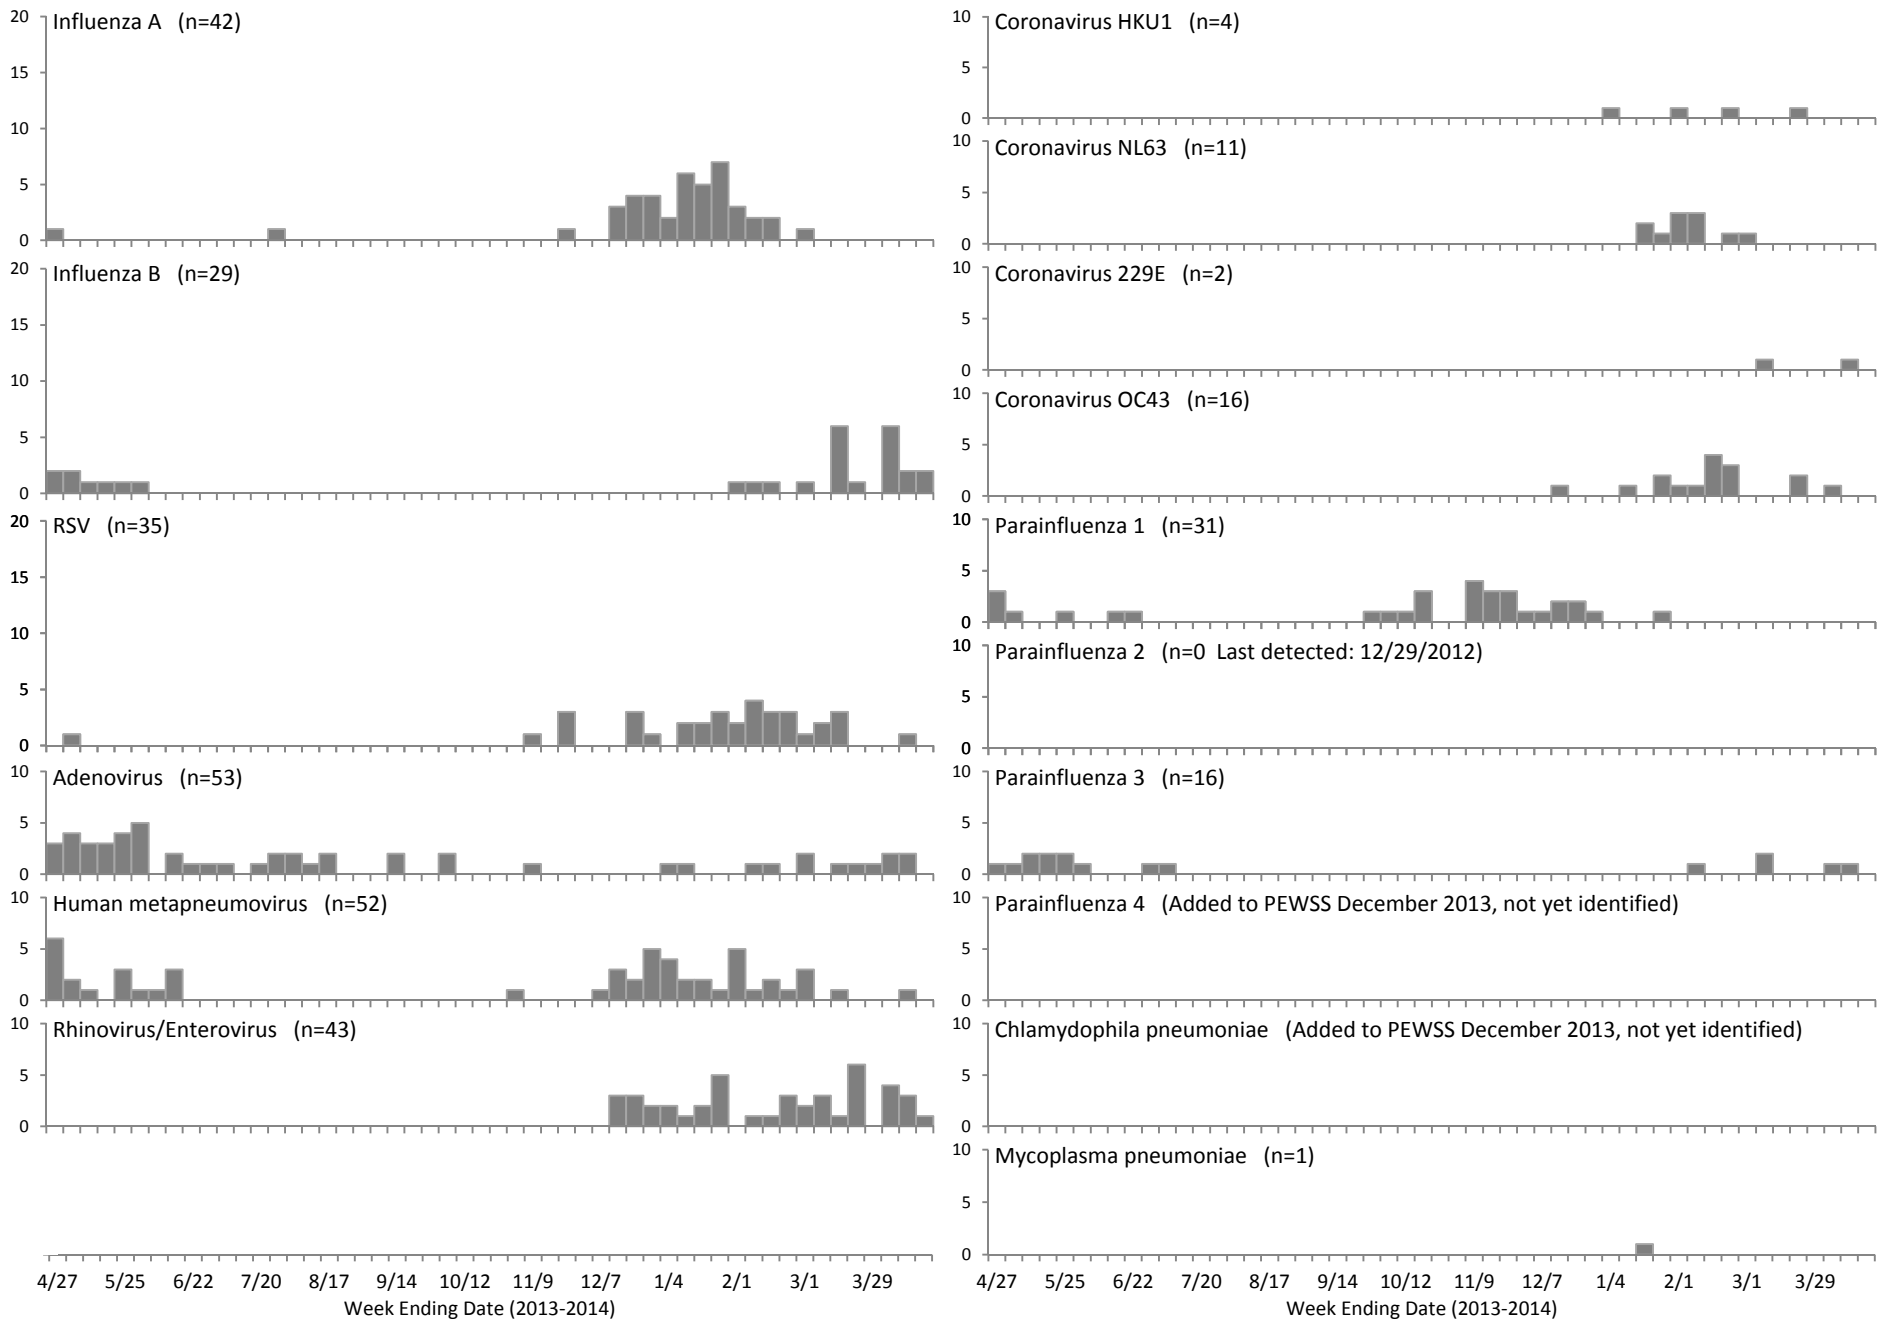 Influenza A (n=42)
20
15
10
5
0
Influenza B (n=29)
20
15
10
5
0
RSV (n=35)
20
15
10
5
0
Adenovirus (n=53)
10
5
0
Human metapneumovirus (n=52)
10
5
0
Rhinovirus/Enterovirus (n=43)
10
5
0
4/27 5/25 6/22 7/20 8/17 9/14 10/12 11/9 12/7 1/4 2/1 3/1 3/29
Week Ending Date (2013-2014)
Coronavirus HKU1 (n=4)
10
5
0
Coronavirus NL63 (n=11)
10
5
0
Coronavirus 229E (n=2)
10
5
0
Coronavirus OC43 (n=16)
10
5
0
Parainfluenza 1 (n=31)
10
5
0
Parainfluenza 2 (n=0 Last detected: 12/29/2012)
10
5
0
Parainfluenza 3 (n=16)
10
5
0
Parainfluenza 4 (Added to PEWSS December 2013, not yet identified)
10
5
0
Chlamydophila pneumoniae (Added to PEWSS December 2013, not yet identified)
10
5
0
Mycoplasma pneumoniae (n=1)
10
5
0
4/27 5/25 6/22 7/20 8/17 9/14 10/12 11/9 12/7 1/4 2/1 3/1 3/29
Week Ending Date (2013-2014)